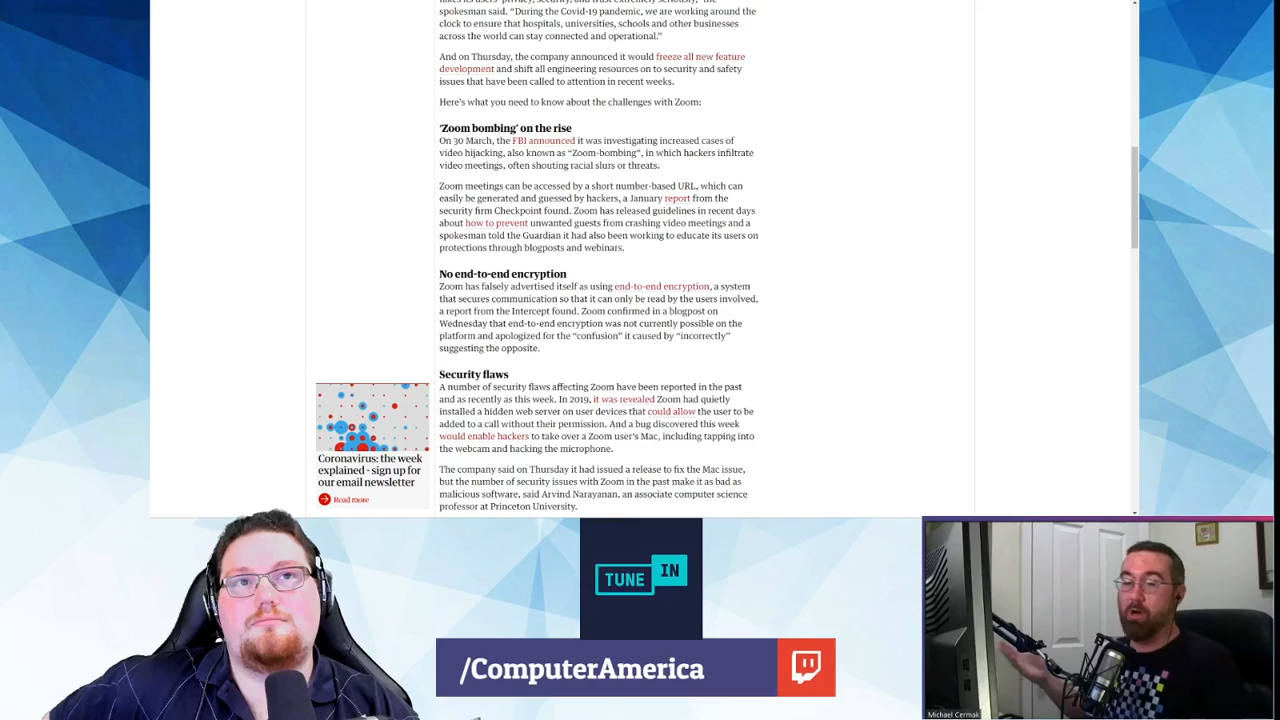 takes its users' privacy, security, and trust extremely seriously," the
spokesman said. “During the Covid-19 pandemic, we are working around the
clock to ensure that hospitals, universities, schools and other businesses
across the world can stay connected and operational.”
And on Thursday, the company announced it would freeze all new feature
development and shift all engineering resources on to security and safety
issues that have been called to attention in recent weeks.
Here’s what you need to know about the challenges with Zoom:
‘Zoom bombing’ on the rise
On 30 March, the FBI announced it was investigating increased cases of
video hijacking, also known as “Zoom-bombing”, in which hackers infiltrate
video meetings, often shouting racial slurs or threats.
Zoom meetings can be accessed by a short number-based URL, which can
easily be generated and guessed by hackers, a January report from the
security firm Checkpoint found. Zoom has released guidelines in recent days
about how to prevent unwanted guests from crashing video meetings and a
spokesman told the Guardian it had also been working to educate its users on
protections through blogposts and webinars.
No end-to-end encryption
Zoom has falsely advertised itself as using end-to-end encryption, a system
that secures communication so that it can only be read by the users involved,
a report from the Intercept found. Zoom confirmed in a blogpost on
Wednesday that end-to-end encryption was not currently possible on the
platform and apologized for the “confusion” it caused by “incorrectly”
suggesting the opposite.
Security flaws
A number of security flaws affecting Zoom have been reported in the past
and as recently as this week. In 2019, it was revealed Zoom had quietly
installed a hidden web server on user devices that could allow the user to be
added to a call without their permission. And a bug discovered this week
would enable hackers to take over a Zoom user’s Mac, including tapping into
the webcam and hacking the microphone.
The company said on Thursday it had issued a release to fix the Mac issue,
but the number of security issues with Zoom in the past make it as bad as
malicious software, said Arvind Narayanan, an associate computer science
professor at Princeton University.
Coronavirus: the week
explained - sign up for
our email newsletter
Read more
TUNE IN
/ComputerAmerica
Michael Cermak